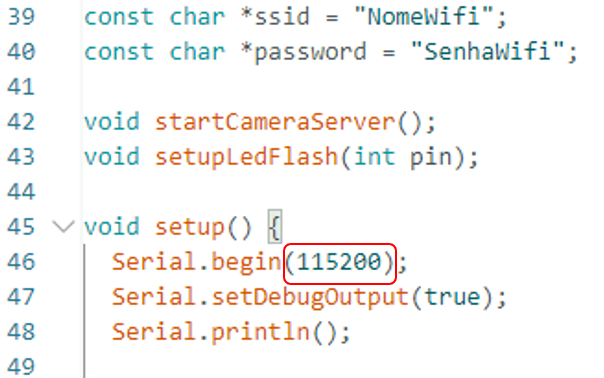 39 const char *ssid = "NomeWifi";
40 const char *password = "SenhaWifi";
41
42 void startCameraServer();
43 void setupLedFlash(int pin);
44
45 void setup() {
46 Serial.begin(115200);
47 Serial.setDebugOutput(true);
48 Serial.println();
49